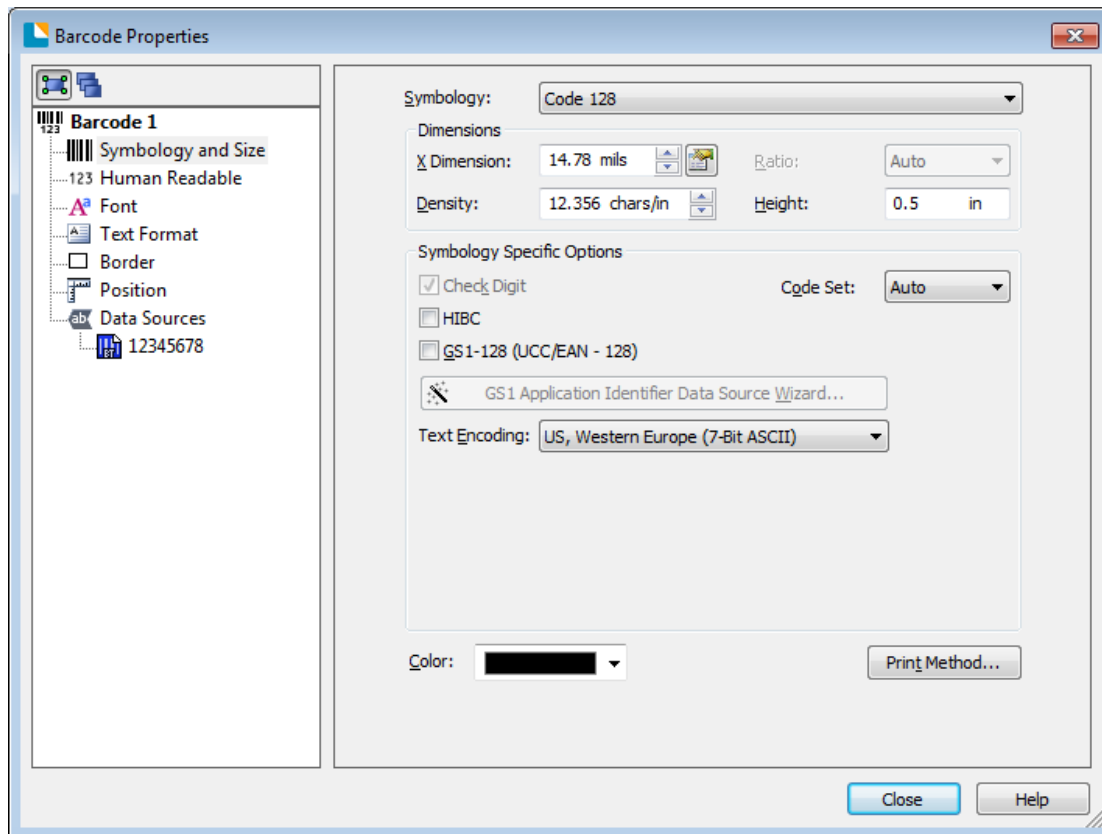 Barcode Properties
Barcode 1
Symbology and Size
123 Human Readable
Font
Text Format
Border
Position
Data Sources
12345678
Symbology: Code 128
Dimensions
X Dimension: 14.78 mils Ratio: Auto
Density: 12.356 chars/in Height: 0.5 in
Symbology Specific Options
Check Digit Code Set: Auto
HIBC
GS1-128 (UCC/EAN - 128)
GS1 Application Identifier Data Source Wizard...
Text Encoding: US, Western Europe (7-Bit ASCII)
Color: Print Method...
Close Help